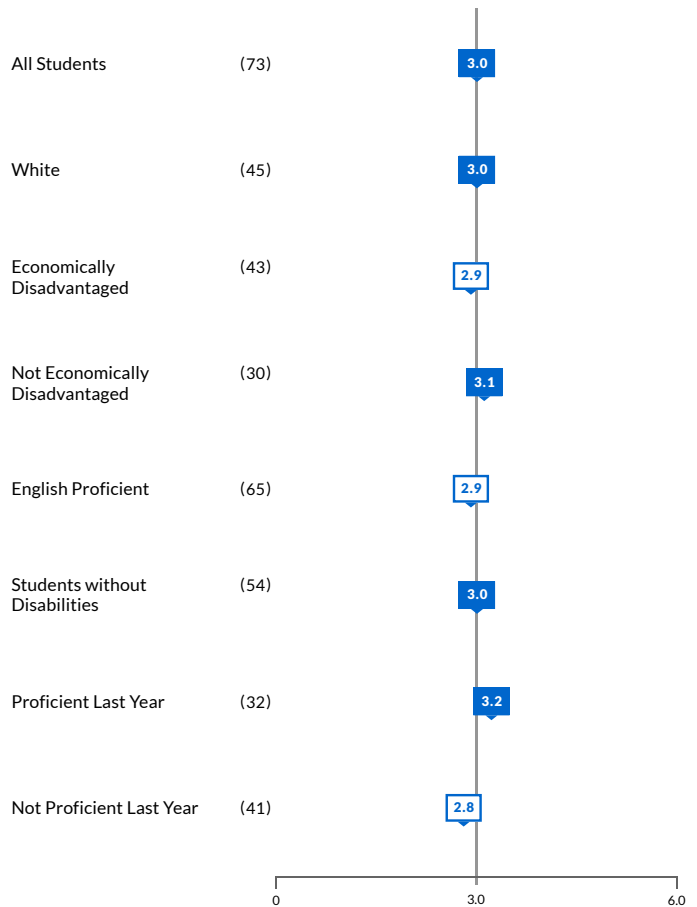 All Students (73) 3.0
White (45) 3.0
Economically (43) 2.9
Disadvantaged
Not Economically (30) 3.1
Disadvantaged
English Proficient (65) 2.9
Students without (54) 3.0
Disabilities
Proficient Last Year (32) 3.2
Not Proficient Last Year (41) 2.8
0 3.0 6.0